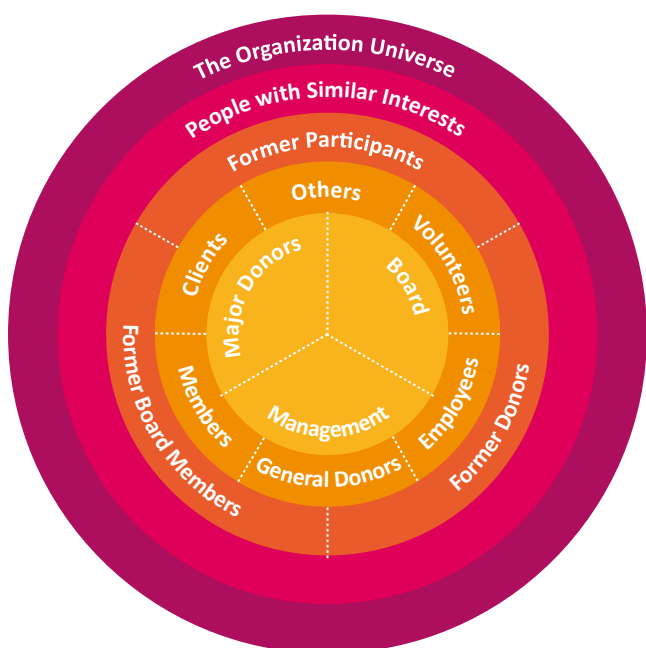 The Organization Universe
People with Similar Interests
Former Participants
Others
Clients
Volunteers
Major Donors
Board
Former Board Members
Members
Management
Employees
Former Donors
General Donors